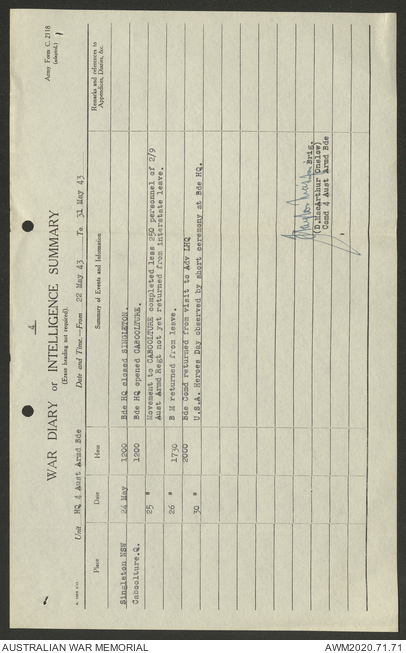 4.
Army Form C. 2118
(adapted.)
WAR DIARY or INTELLIGENCE SUMMARY
(Erase heading not required).
Unit HQ 4 Aust Armd Bde Date and Time.—From 22 May 43 To 31 May 43
Place Date Hour Summary of Events and Information Remarks and references to Appendices, Diaries, &c.
Singleton NSW 24 May 1200 Bde HQ closed SINGLETON.
Caboolture.Q. 1200 Bde HQ opened CABOOLTURE.
25 " Movement to CABOOLTURE completed less 250 personnel of 2/9
Aust Armd Regt not yet returned from interstate leave.
26 " 1730 B M returned from leave.
2000 Bde Comd returned from visit to Adv LHQ
30 " U.S.A. Heroes Day observed by short ceremony at Bde HQ.
Brig.
(D.MacArthur Onslow)
Comd 4 Aust Armd Bde
AUSTRALIAN WAR MEMORIAL
AWM2020.71.71